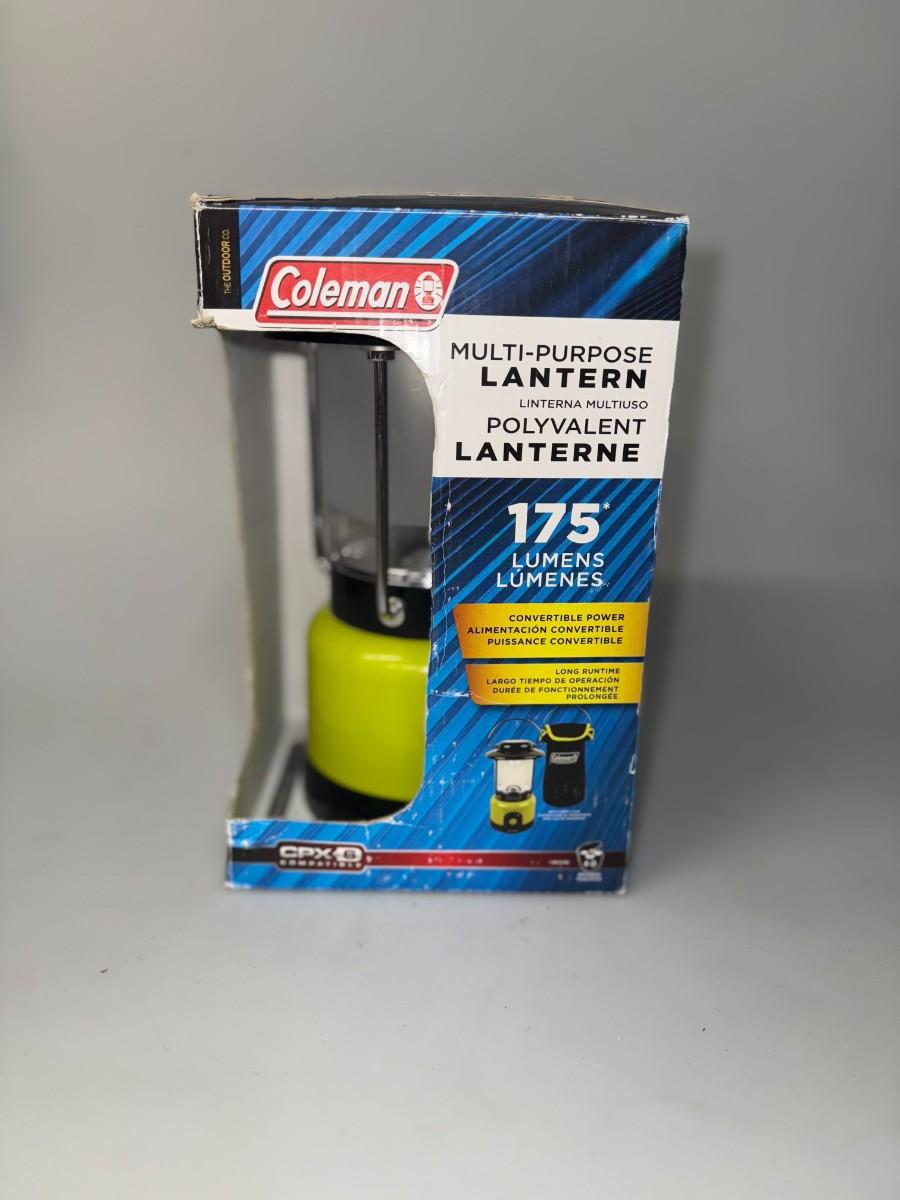 THE OUTDOOR CO.
Coleman
MULTI-PURPOSE
LANTERN
LINTERNA MULTIUSO
POLYVALENT
LANTERNE
175*
LUMENS
LÚMENES
CONVERTIBLE POWER
ALIMENTACIÓN CONVERTIBLE
PUISSANCE CONVERTIBLE
LONG RUNTIME
LARGO TIEMPO DE OPERACIÓN
DURÉE DE FONCTIONNEMENT
PROLONGÉE
Coleman
CPX 6
COMPATIBLE